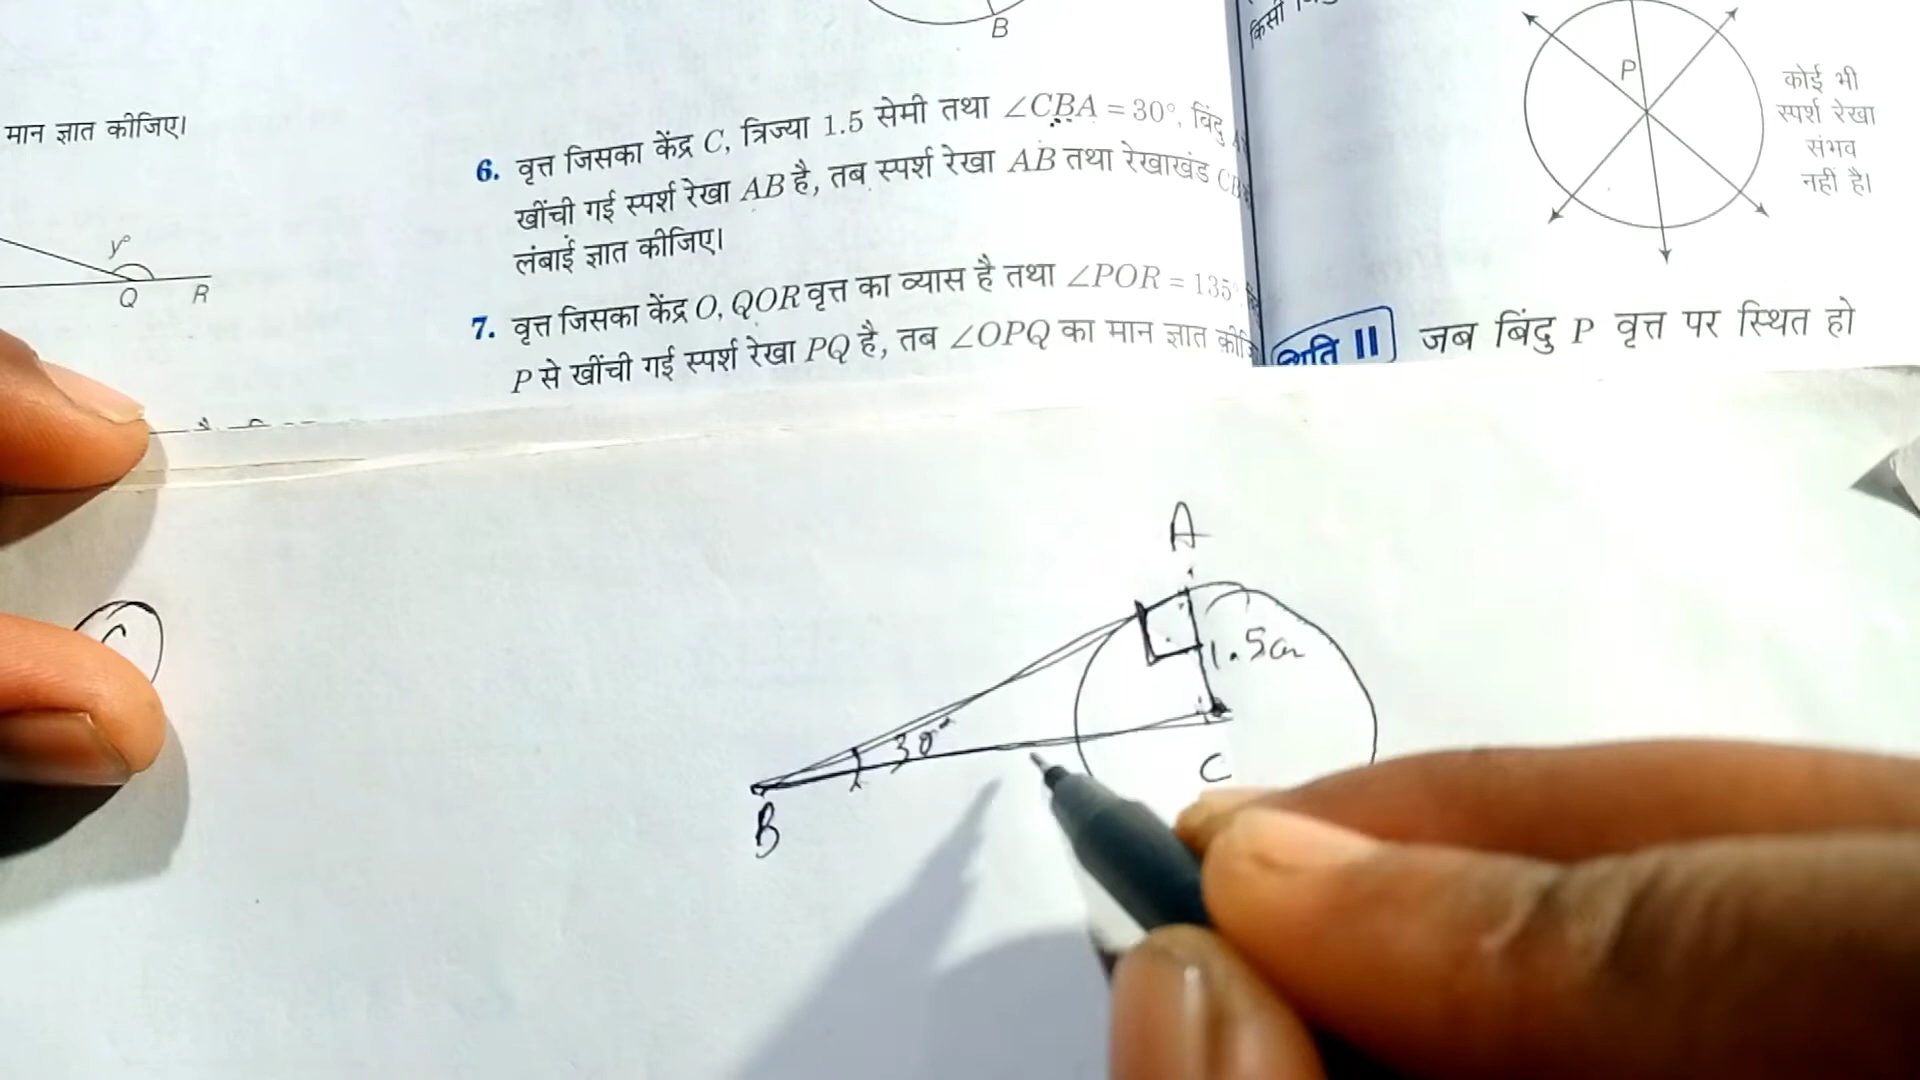 B
मान ज्ञात कीजिए।
y°
Q R
6. वृत्त जिसका केंद्र C, त्रिज्या 1.5 सेमी तथा ∠CBA = 30°, बिंदु
खींची गई स्पर्श रेखा AB है, तब स्पर्श रेखा AB तथा रेखाखंड
लंबाई ज्ञात कीजिए।
7. वृत्त जिसका केंद्र O, QOR वृत्त का व्यास है तथा ∠POR = 135°
P से खींची गई स्पर्श रेखा PQ है, तब ∠OPQ का मान ज्ञात
किसी
P
कोई भी
स्पर्श रेखा
संभव
नहीं है।
II जब बिंदु P वृत्त पर स्थित हो
A
1.5cm
30°
C
B